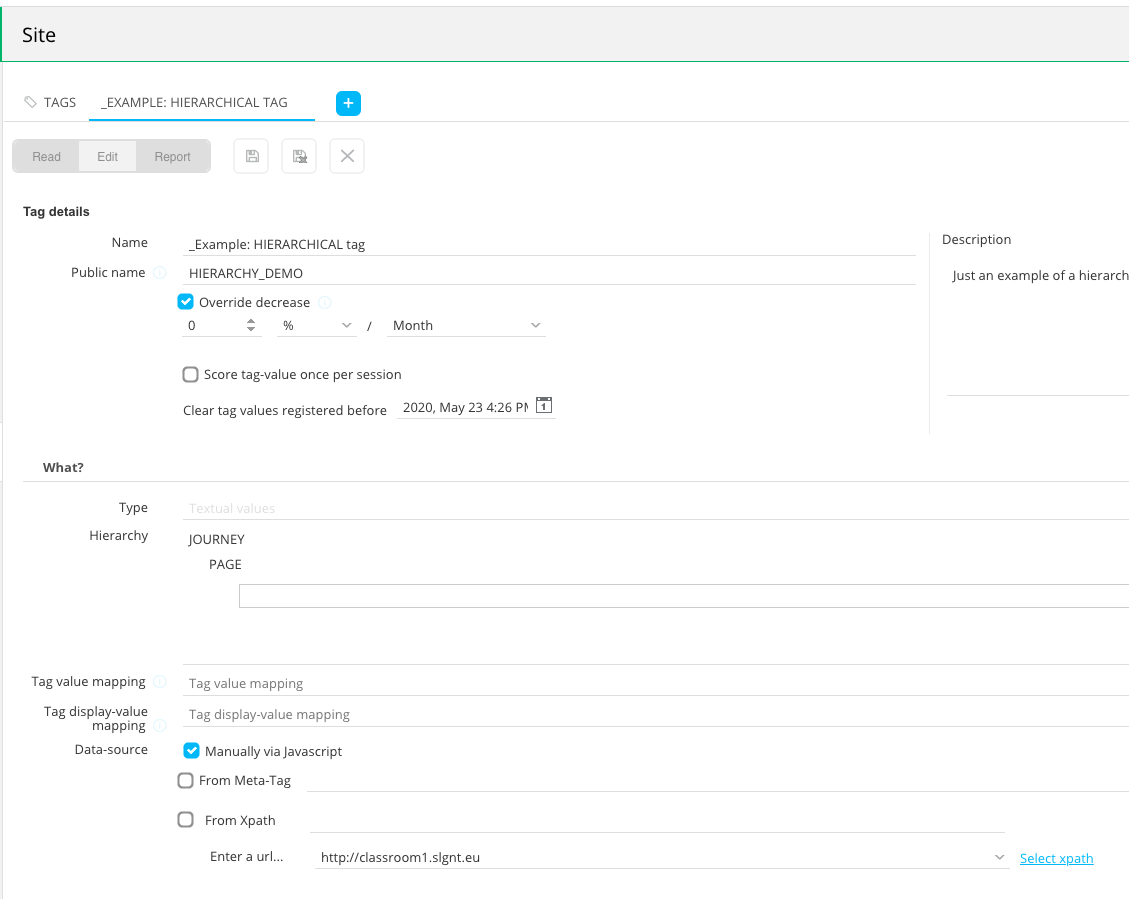 Site
TAGS _EXAMPLE: HIERARCHICAL TAG +
Read Edit Report
Tag details
Name _Example: HIERARCHICAL tag
Description
Public name HIERARCHY_DEMO
Just an example of a hierarch
Override decrease
0 % / Month
Score tag-value once per session
Clear tag values registered before 2020, May 23 4:26 PM
What?
Type Textual values
Hierarchy JOURNEY
PAGE
Tag value mapping Tag value mapping
Tag display-value
mapping Tag display-value mapping
Data-source Manually via Javascript
From Meta-Tag
From Xpath
Enter a url... http://classroom1.slgnt.eu Select xpath